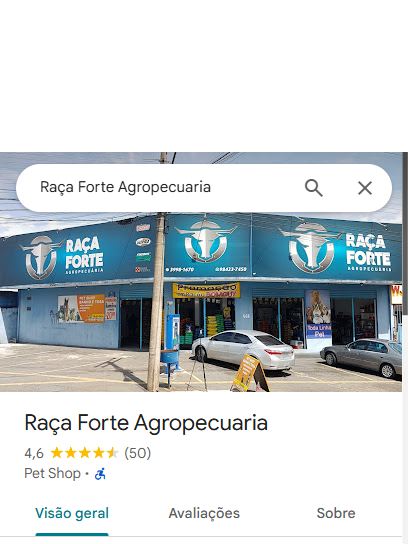 Raça Forte Agropecuaria
RAÇA
FORTE
AGROPECUÁRIA
3998-1670
98423-7459
RAÇA
FORTE
AGROPECUÁRIA
Promoção
Toda Linha
Pet
Raça Forte Agropecuaria
4,6 (50)
Pet Shop ·
Visão geral
Avaliações
Sobre